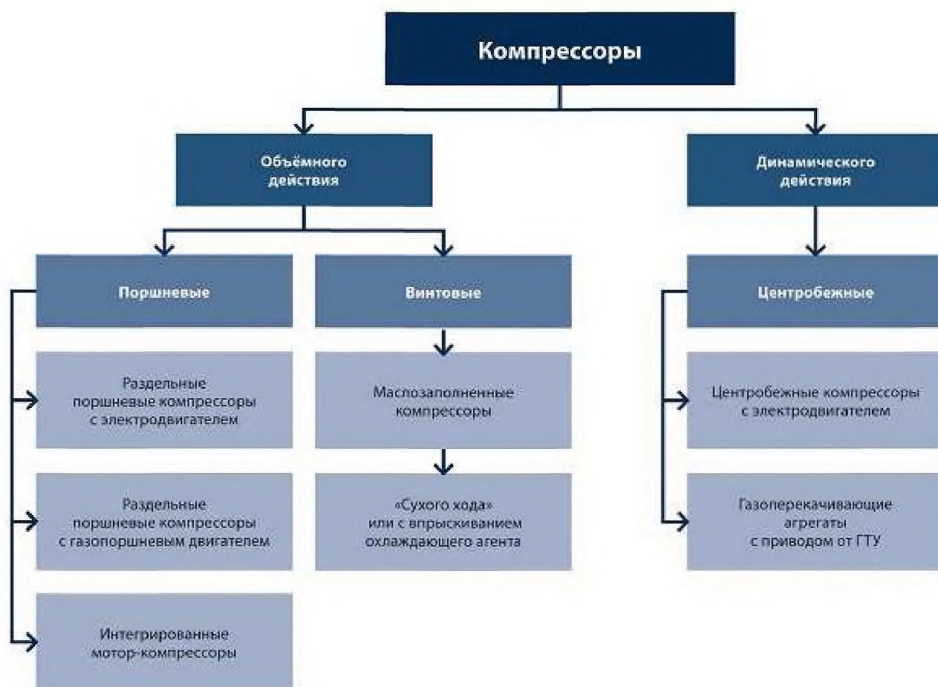 Компрессоры
Объёмного
действия
Динамического
действия
Поршневые
Винтовые
Центробежные
Раздельные
поршневые компрессоры
с электродвигателем
Маслозаполненные
компрессоры
Центробежные компрессоры
с электродвигателем
Раздельные
поршневые компрессоры
с газопоршневым двигателем
«Сухого хода»
или с впрыскиванием
охлаждающего агента
Газоперекачивающие
агрегаты
с приводом от ГТУ
Интегрированные
мотор-компрессоры